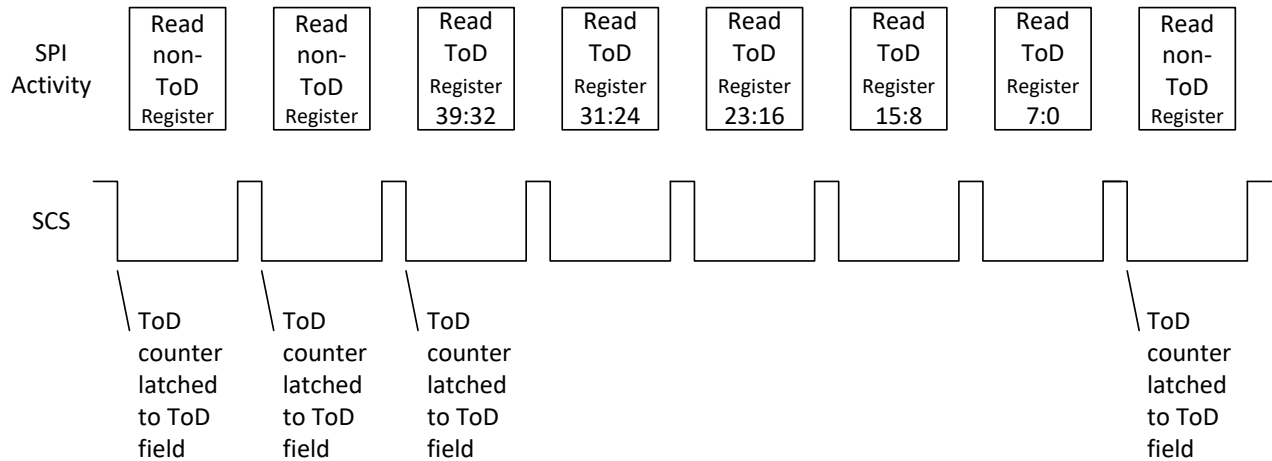 SPI
Activity
Read
non-
ToD
Register
Read
non-
ToD
Register
Read
ToD
Register
39:32
Read
ToD
Register
31:24
Read
ToD
Register
23:16
Read
ToD
Register
15:8
Read
ToD
Register
7:0
Read
non-
ToD
Register
SCS
ToD
counter
latched
to ToD
field
ToD
counter
latched
to ToD
field
ToD
counter
latched
to ToD
field
ToD
counter
latched
to ToD
field